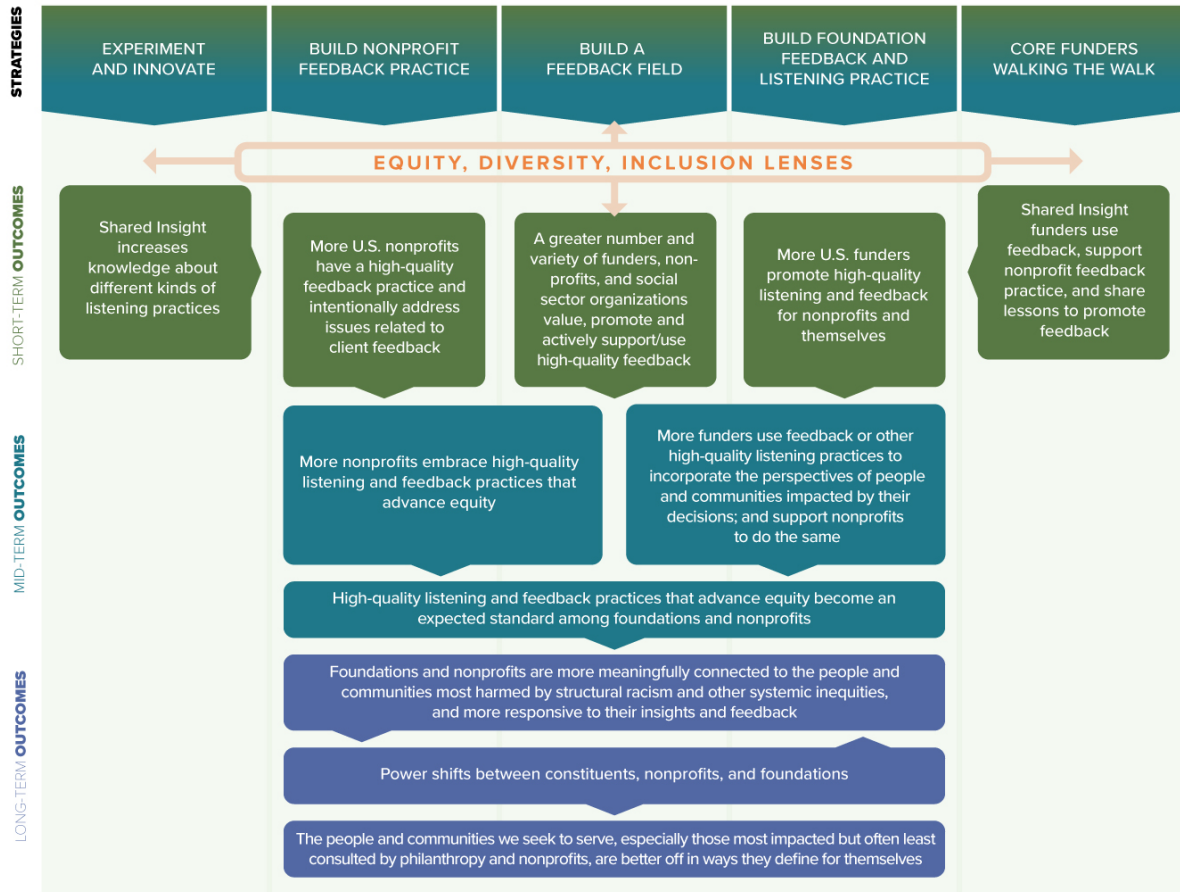 STRATEGIES
EXPERIMENT
AND INNOVATE
BUILD NONPROFIT
FEEDBACK PRACTICE
BUILD A
FEEDBACK FIELD
BUILD FOUNDATION
FEEDBACK AND
LISTENING PRACTICE
CORE FUNDERS
WALKING THE WALK
EQUITY, DIVERSITY, INCLUSION LENSES
SHORT-TERM OUTCOMES
Shared Insight
increases
knowledge about
different kinds of
listening practices
More U.S. nonprofits
have a high-quality
feedback practice and
intentionally address
issues related to
client feedback
A greater number and
variety of funders, non-
profits, and social
sector organizations
value, promote and
actively support/use
high-quality feedback
More U.S. funders
promote high-quality
listening and feedback
for nonprofits and
themselves
Shared Insight
funders use
feedback, support
nonprofit feedback
practice, and share
lessons to promote
feedback
MID-TERM OUTCOMES
More nonprofits embrace high-quality
listening and feedback practices that
advance equity
More funders use feedback or other
high-quality listening practices to
incorporate the perspectives of people
and communities impacted by their
decisions; and support nonprofits
to do the same
High-quality listening and feedback practices that advance equity become an
expected standard among foundations and nonprofits
LONG-TERM OUTCOMES
Foundations and nonprofits are more meaningfully connected to the people and
communities most harmed by structural racism and other systemic inequities,
and more responsive to their insights and feedback
Power shifts between constituents, nonprofits, and foundations
The people and communities we seek to serve, especially those most impacted but often least
consulted by philanthropy and nonprofits, are better off in ways they define for themselves